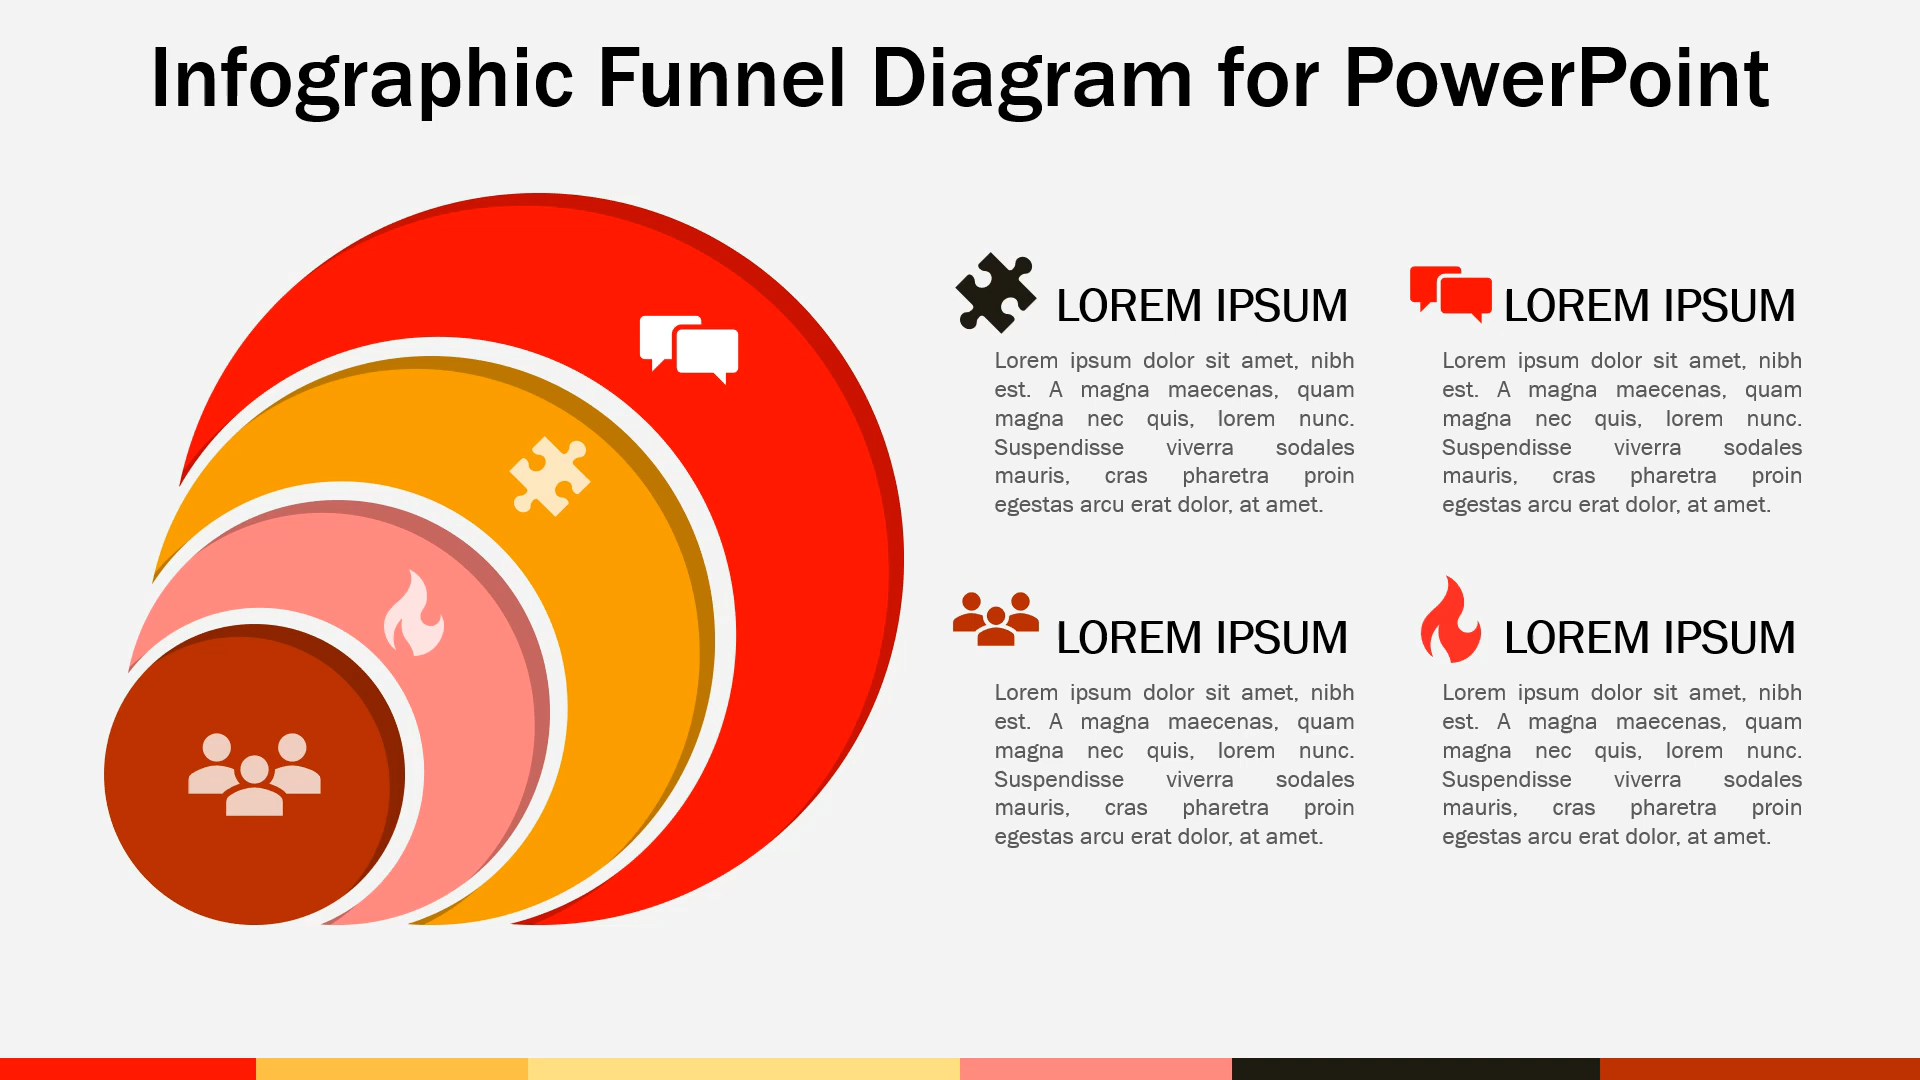 Infographic Funnel Diagram for PowerPoint
LOREM IPSUM
Lorem ipsum dolor sit amet, nibh
est. A magna maecenas, quam
magna nec quis, lorem nunc.
Suspendisse viverra sodales
mauris, cras pharetra proin
egestas arcu erat dolor, at amet.
LOREM IPSUM
Lorem ipsum dolor sit amet, nibh
est. A magna maecenas, quam
magna nec quis, lorem nunc.
Suspendisse viverra sodales
mauris, cras pharetra proin
egestas arcu erat dolor, at amet.
LOREM IPSUM
Lorem ipsum dolor sit amet, nibh
est. A magna maecenas, quam
magna nec quis, lorem nunc.
Suspendisse viverra sodales
mauris, cras pharetra proin
egestas arcu erat dolor, at amet.
LOREM IPSUM
Lorem ipsum dolor sit amet, nibh
est. A magna maecenas, quam
magna nec quis, lorem nunc.
Suspendisse viverra sodales
mauris, cras pharetra proin
egestas arcu erat dolor, at amet.